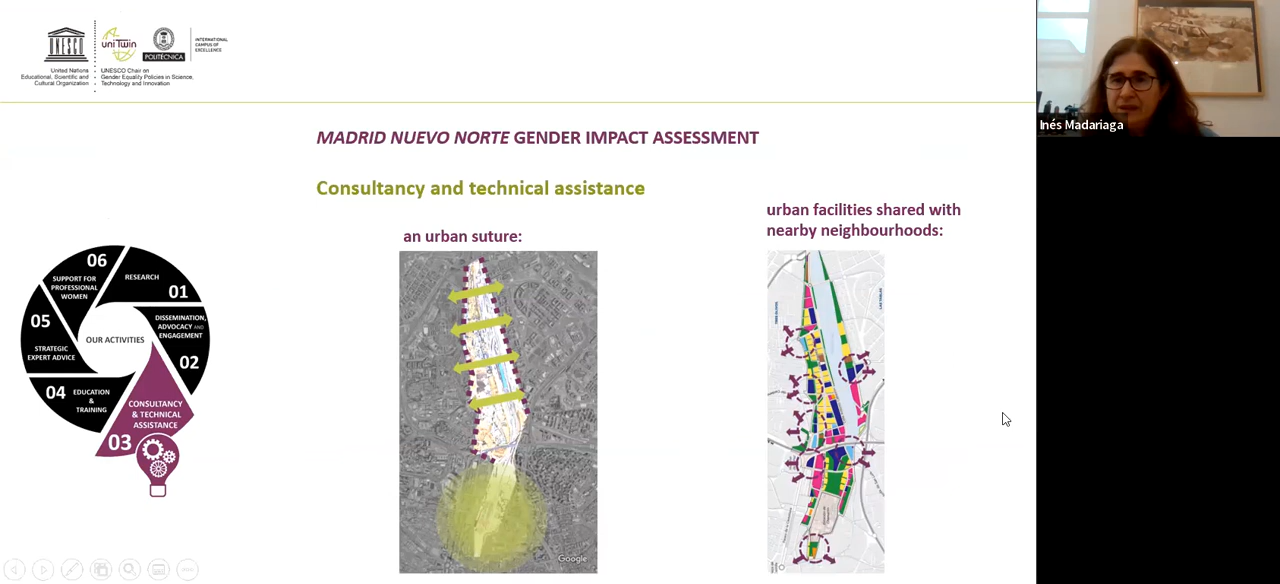 UNESCO
uni Twin
POLITÉCNICA
INTERNATIONAL
CAMPUS OF
EXCELLENCE
United Nations
Educational, Scientific and
Cultural Organization
UNESCO Chair on
Gender Equality Policies in Science,
Technology and Innovation
Inés Madariaga
MADRID NUEVO NORTE GENDER IMPACT ASSESSMENT
Consultancy and technical assistance
an urban suture:
urban facilities shared with
nearby neighbourhoods:
OUR ACTIVITIES
RESEARCH
01
DISSEMINATION,
ADVOCACY AND
ENGAGEMENT
02
CONSULTANCY
& TECHNICAL
ASSISTANCE
03
04
EDUCATION
&
TRAINING
05
STRATEGIC
EXPERT ADVICE
06
SUPPORT FOR
PROFESSIONAL
WOMEN
Google